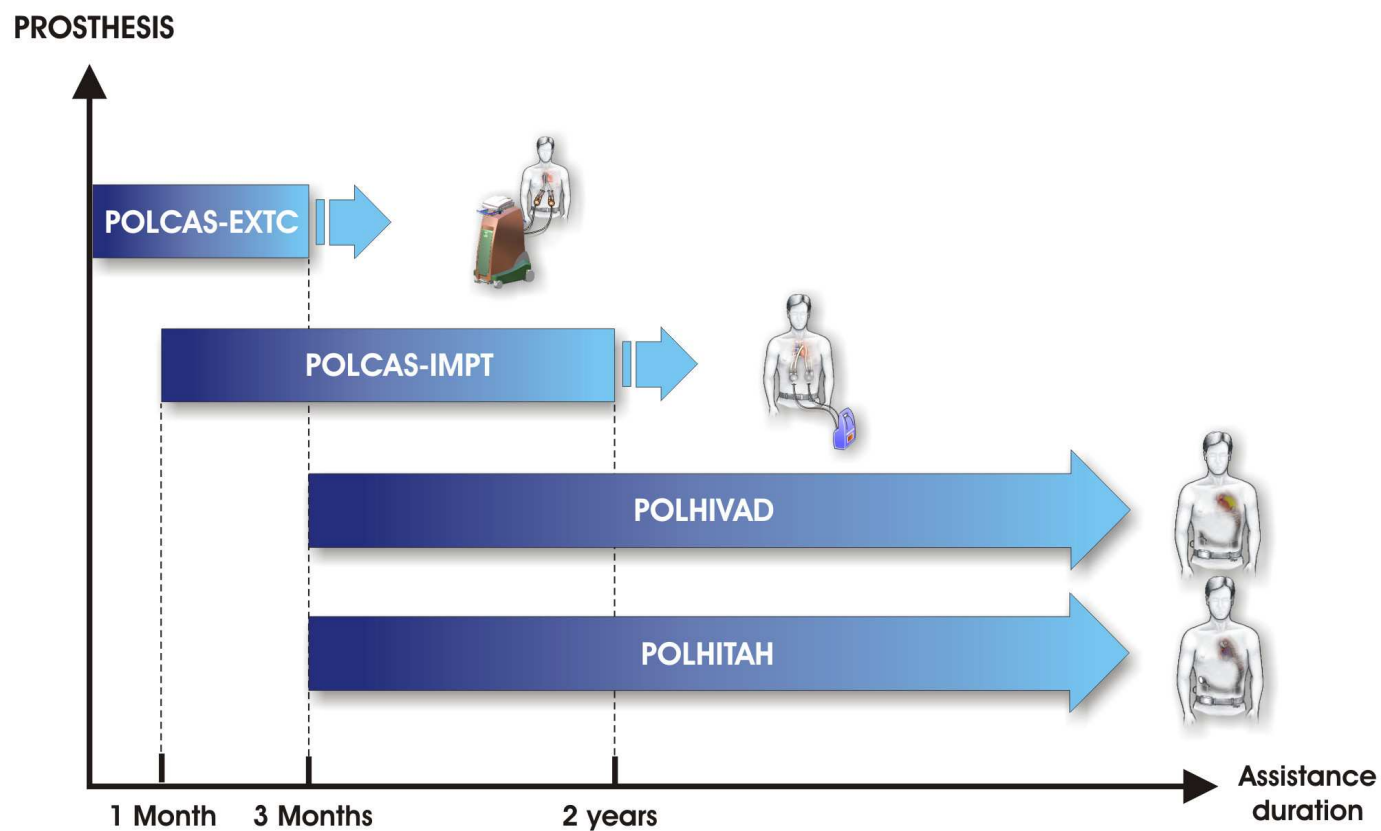 PROSTHESIS
POLCAS-EXTC
POLCAS-IMPT
POLHIVAD
POLHITAH
1 Month
3 Months
2 years
Assistance
duration